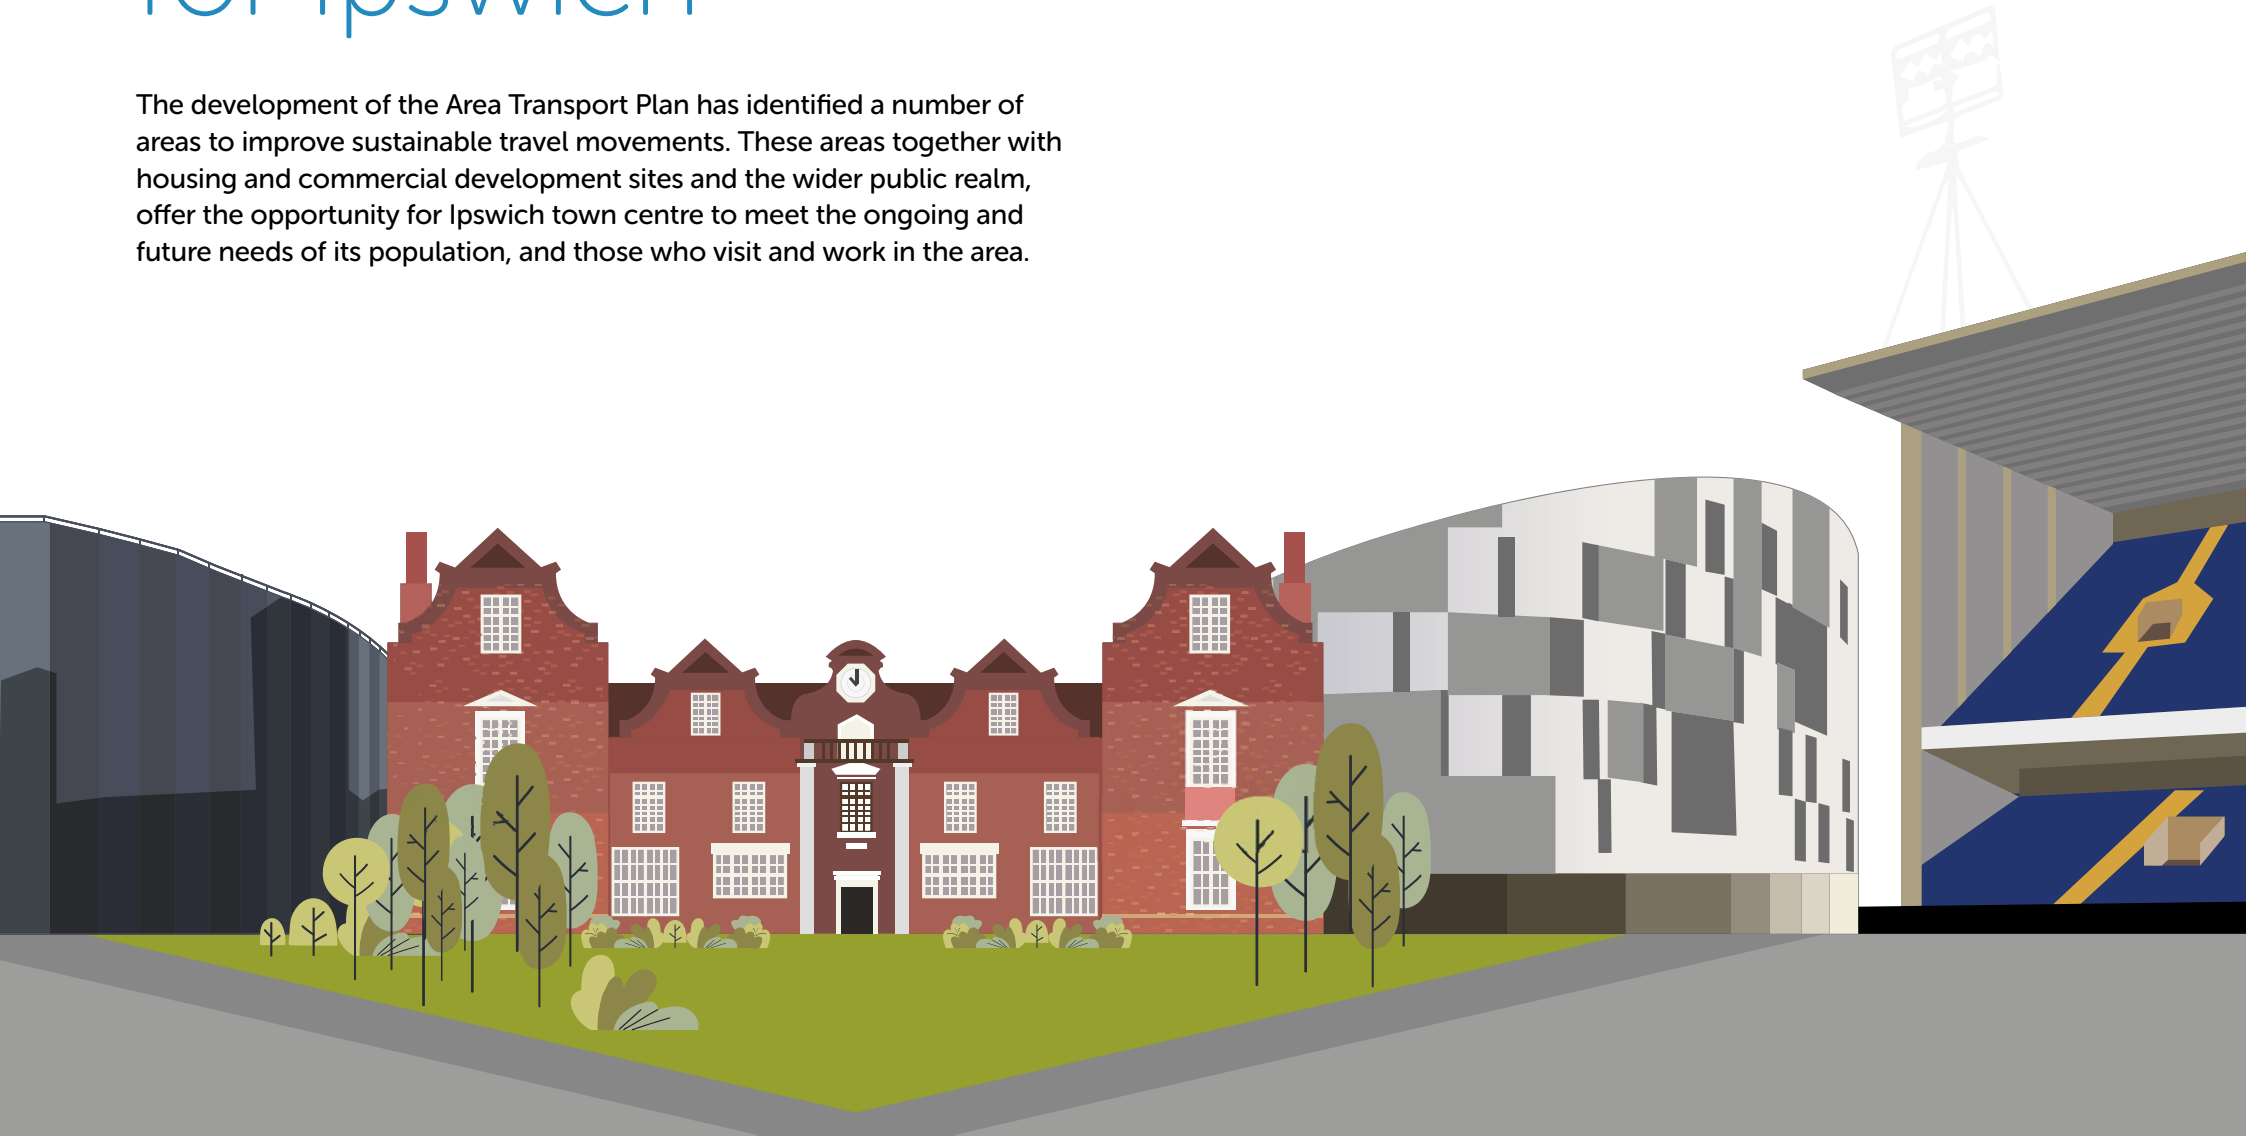 for Ipswich
The development of the Area Transport Plan has identified a number of
areas to improve sustainable travel movements. These areas together with
housing and commercial development sites and the wider public realm,
offer the opportunity for Ipswich town centre to meet the ongoing and
future needs of its population, and those who visit and work in the area.